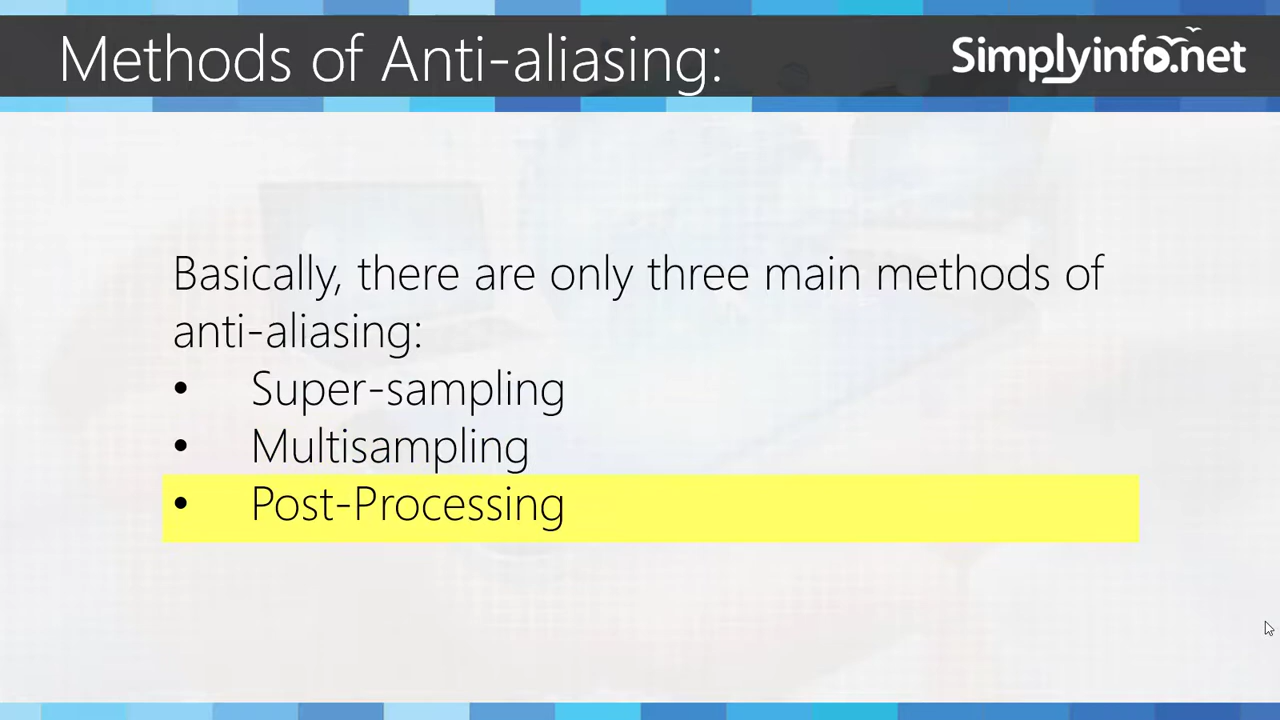 Methods of Anti-aliasing:
Simplyinfo.net
Basically, there are only three main methods of
anti-aliasing:
• Super-sampling
• Multisampling
• Post-Processing